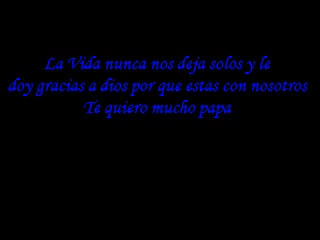 La Vida nunca nos deja solos y le
doy gracias a dios por que estas con nosotros
Te quiero mucho papa